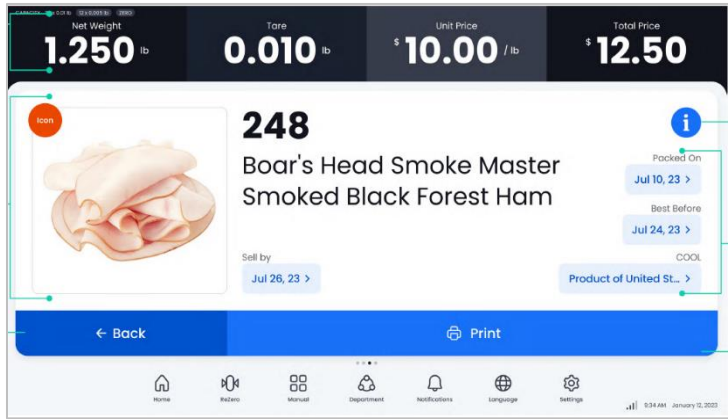 Net Weight
1.250 lb
Tare
0.010 lb
Unit Price
$ 10.00 / lb
Total Price
$ 12.50
Icon
248
Boar's Head Smoke Master
Smoked Black Forest Ham
i
Packed On
Jul 10, 23 >
Best Before
Jul 24, 23 >
Sell by
Jul 26, 23 >
COOL
Product of United St... >
← Back
Print
Home
ReZero
Manual
Department
Notifications
Language
Settings
9:34 AM January 12, 2023